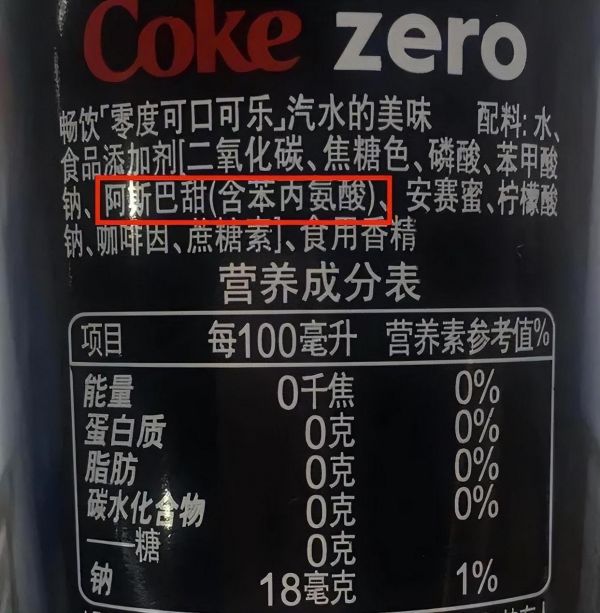 Coke zero
畅饮「零度可口可乐」汽水的美味 配料: 水、
食品添加剂[二氧化碳、焦糖色、磷酸、苯甲酸
钠、阿斯巴甜(含苯丙氨酸)、安赛蜜、柠檬酸
钠、咖啡因、蔗糖素]、食用香精
营养成分表
项目 每100毫升 营养素参考值%
能量 0千焦 0%
蛋白质 0克 0%
脂肪 0克 0%
碳水化合物 0克 0%
——糖 0克
钠 18毫克 1%